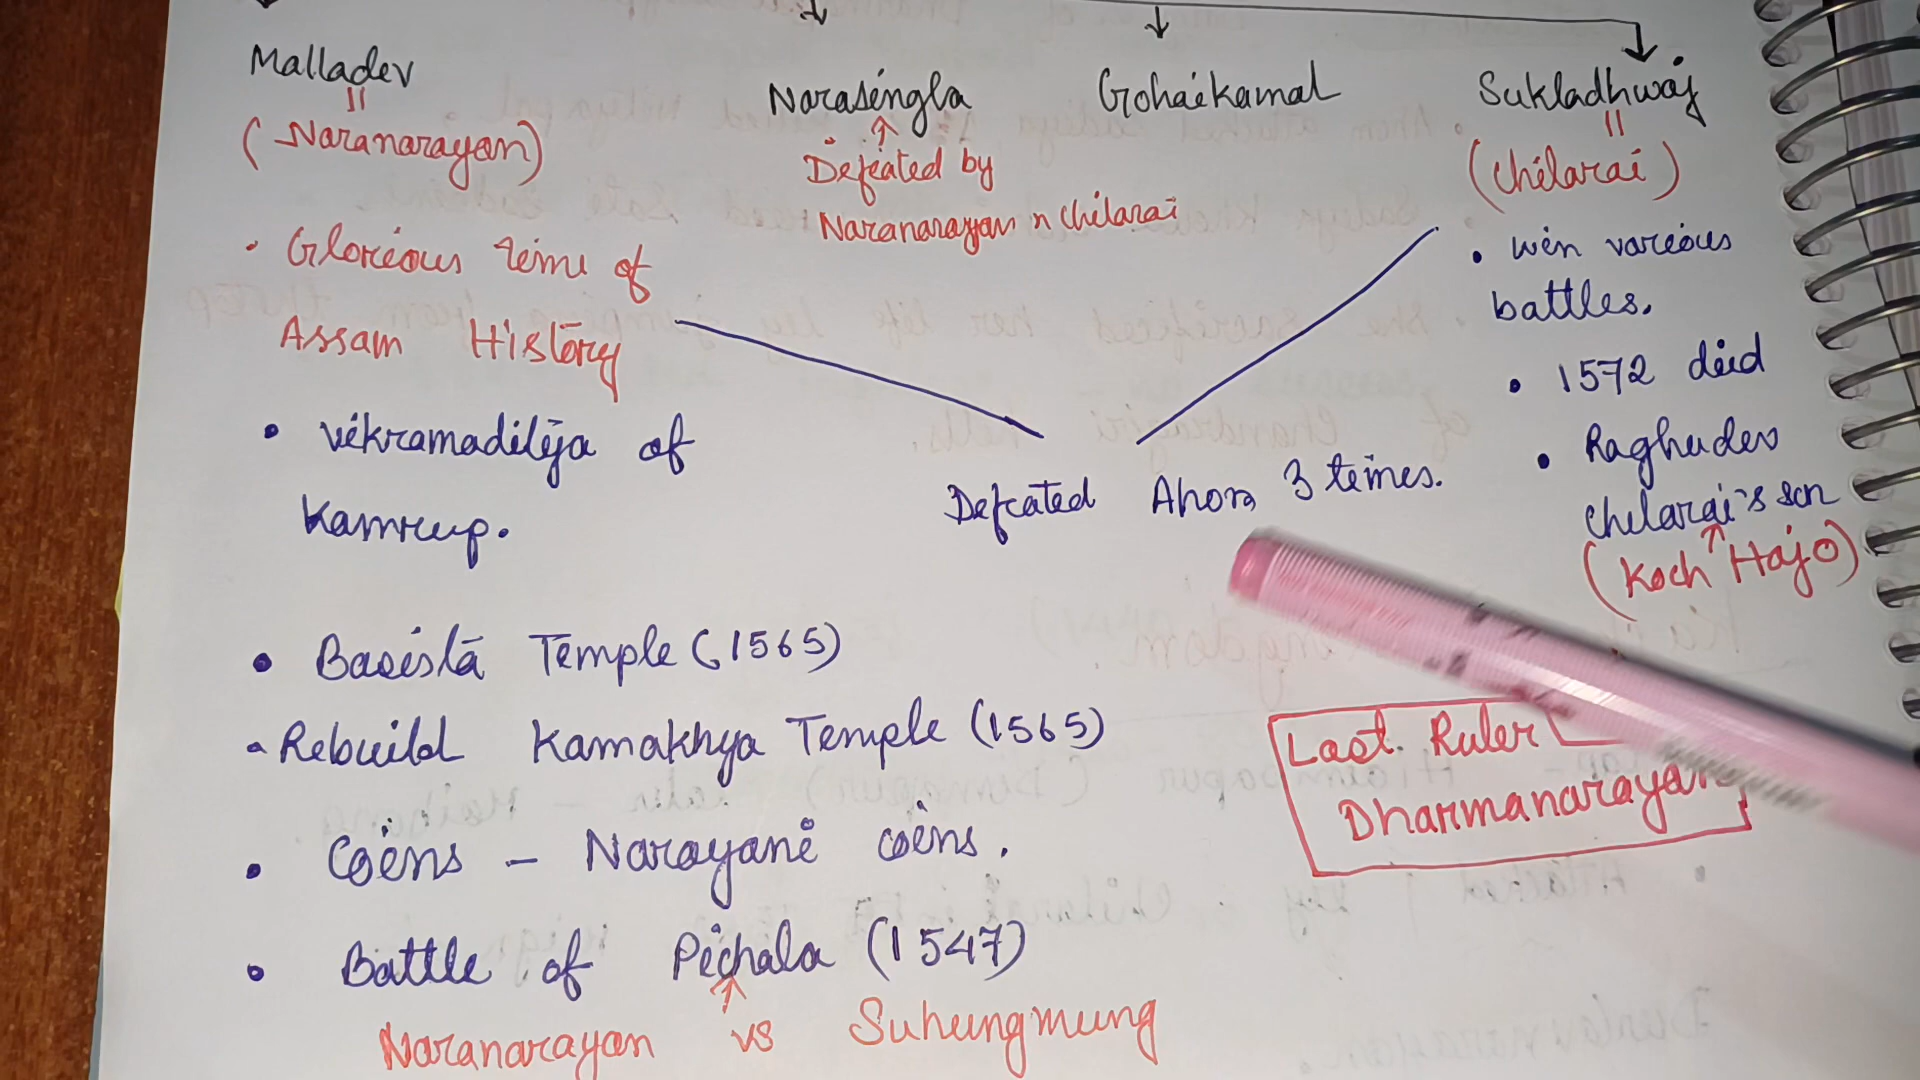 Malladev
(Naranarayan)
• Glorious time of
Assam History
• vikramaditya of
Kamrup.
• Basista Temple (1565)
- Rebuild Kamakhya Temple (1565)
• Coins - Narayani coins.
• Battle of Pichala (1547)
Naranarayan vs Suhungmung
Narasingha
Defeated by
Naranarayan n chilarai
Gohaikamal
Defeated Ahom 3 times.
Sukladhwaj
(Chilarai)
• win various
battles.
• 1572 died
• Raghudev
chilarai's son
(Koch Hajo)
Last Ruler
Dharmanarayan